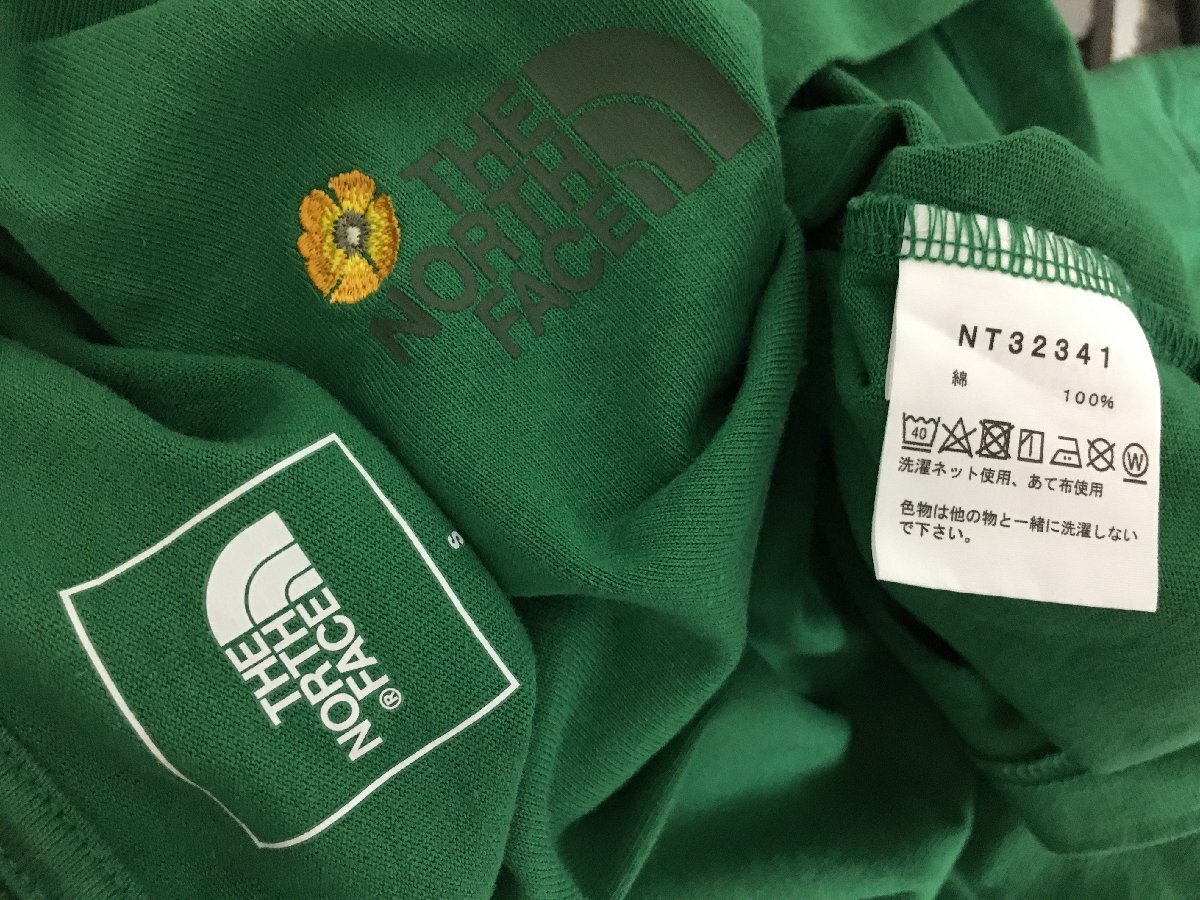 THE
NORTH
FACE
NT32341
綿 100%
40
W
洗濯ネット使用、あて布使用
色物は他の物と一緒に洗濯しない
で下さい。
S
THE
NORTH
FACE®